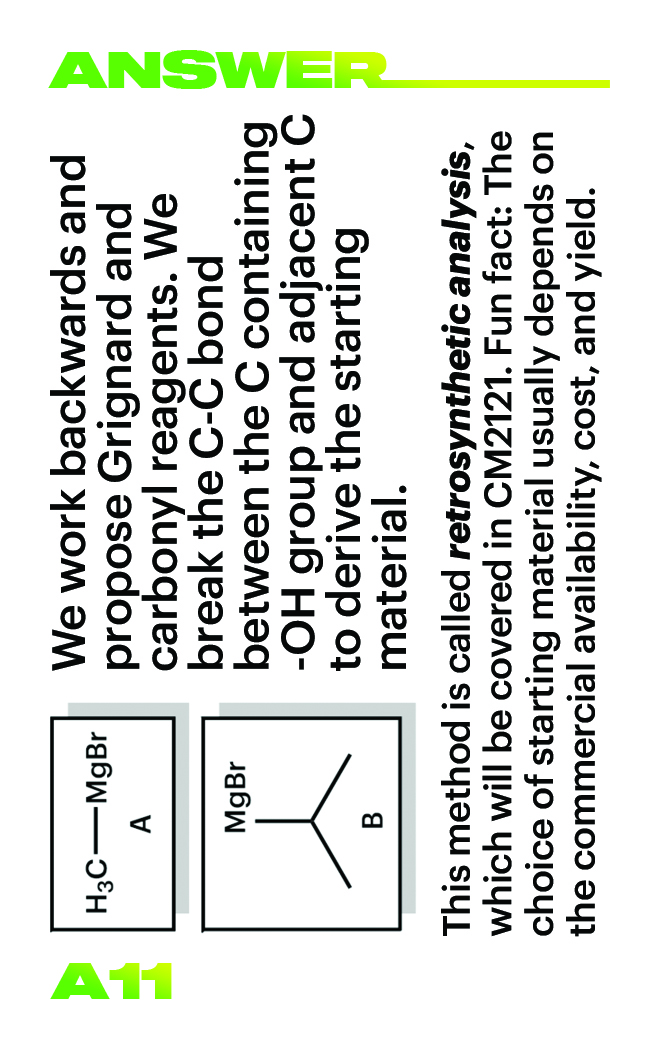 ANSWER
H₃C—MgBr
A
MgBr
B
We work backwards and
propose Grignard and
carbonyl reagents. We
break the C-C bond
between the C containing
-OH group and adjacent C
to derive the starting
material.
This method is called retrosynthetic analysis,
which will be covered in CM2121. Fun fact: The
choice of starting material usually depends on
the commercial availability, cost, and yield.
A11